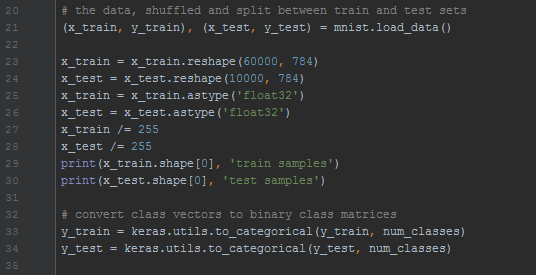 20 # the data, shuffled and split between train and test sets
21 (x_train, y_train), (x_test, y_test) = mnist.load_data()
22
23 x_train = x_train.reshape(60000, 784)
24 x_test = x_test.reshape(10000, 784)
25 x_train = x_train.astype('float32')
26 x_test = x_test.astype('float32')
27 x_train /= 255
28 x_test /= 255
29 print(x_train.shape[0], 'train samples')
30 print(x_test.shape[0], 'test samples')
31
32 # convert class vectors to binary class matrices
33 y_train = keras.utils.to_categorical(y_train, num_classes)
34 y_test = keras.utils.to_categorical(y_test, num_classes)
35